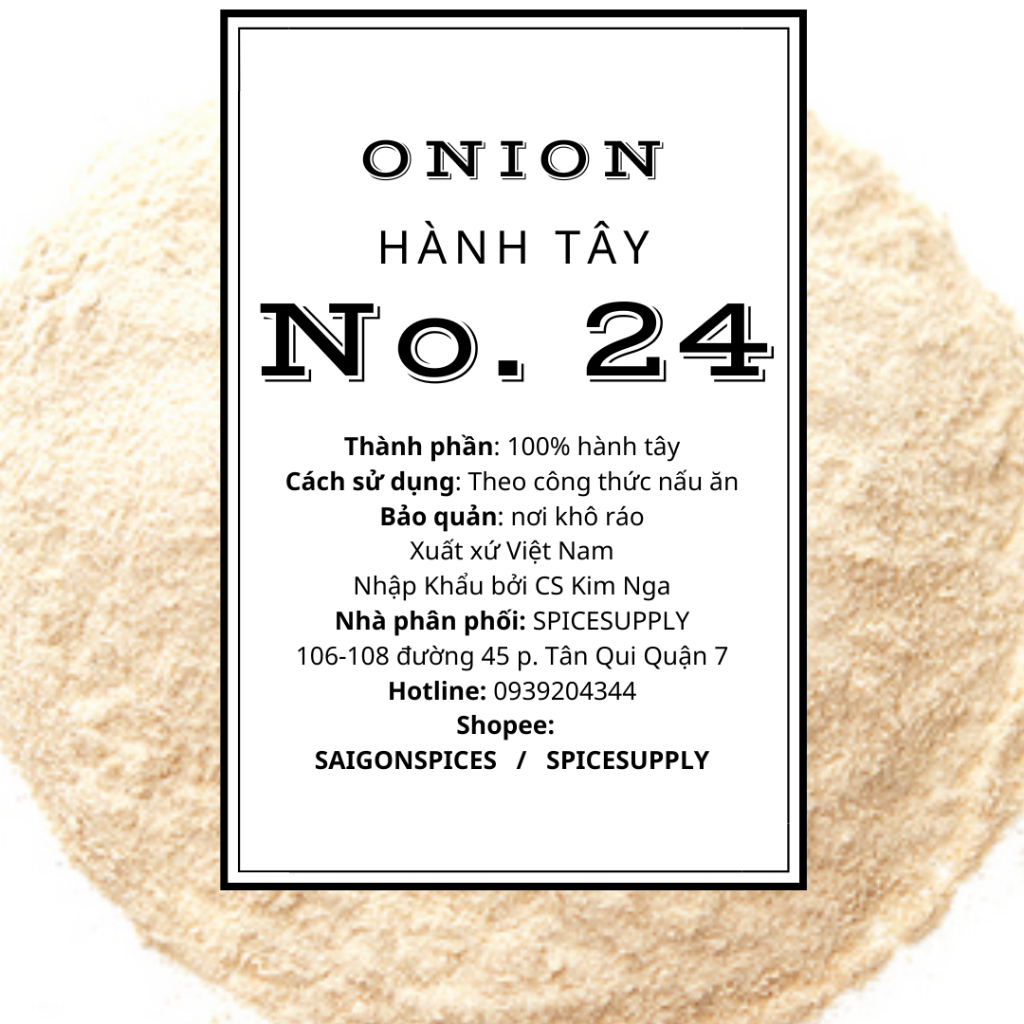 ONION
HÀNH TÂY
No. 24
Thành phần: 100% hành tây
Cách sử dụng: Theo công thức nấu ăn
Bảo quản: nơi khô ráo
Xuất xứ Việt Nam
Nhập Khẩu bởi CS Kim Nga
Nhà phân phối: SPICESUPPLY
106-108 đường 45 p. Tân Qui Quận 7
Hotline: 0939204344
Shopee:
SAIGONSPICES / SPICESUPPLY